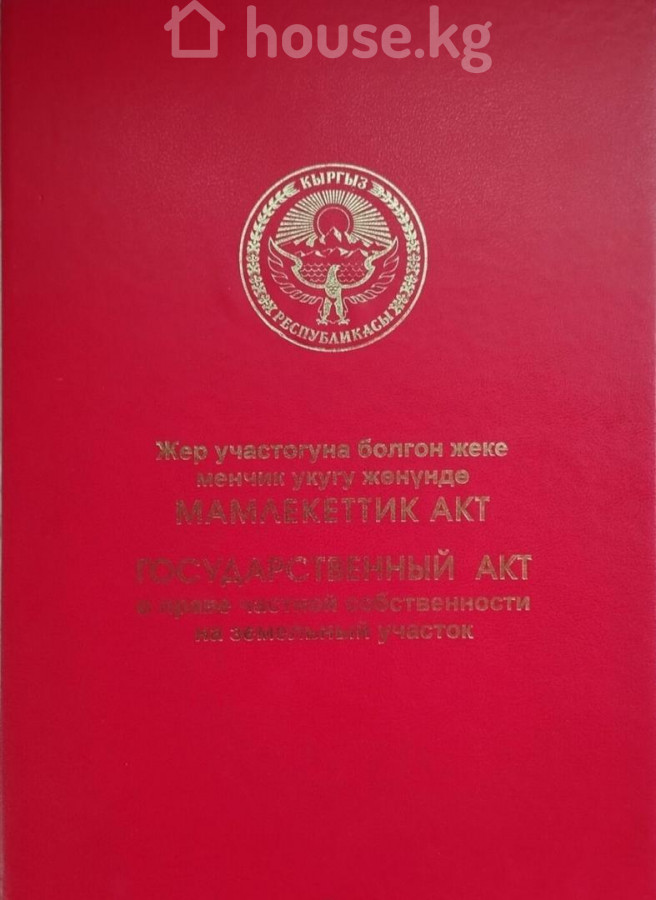 house.kg
КЫРГЫЗ
РЕСПУБЛИКАСЫ
Жер участогуна болгон жеке
менчик укугу жөнүндө
МАМЛЕКЕТТИК АКТ
ГОСУДАРСТВЕННЫЙ АКТ
о праве частной собственности
на земельный участок